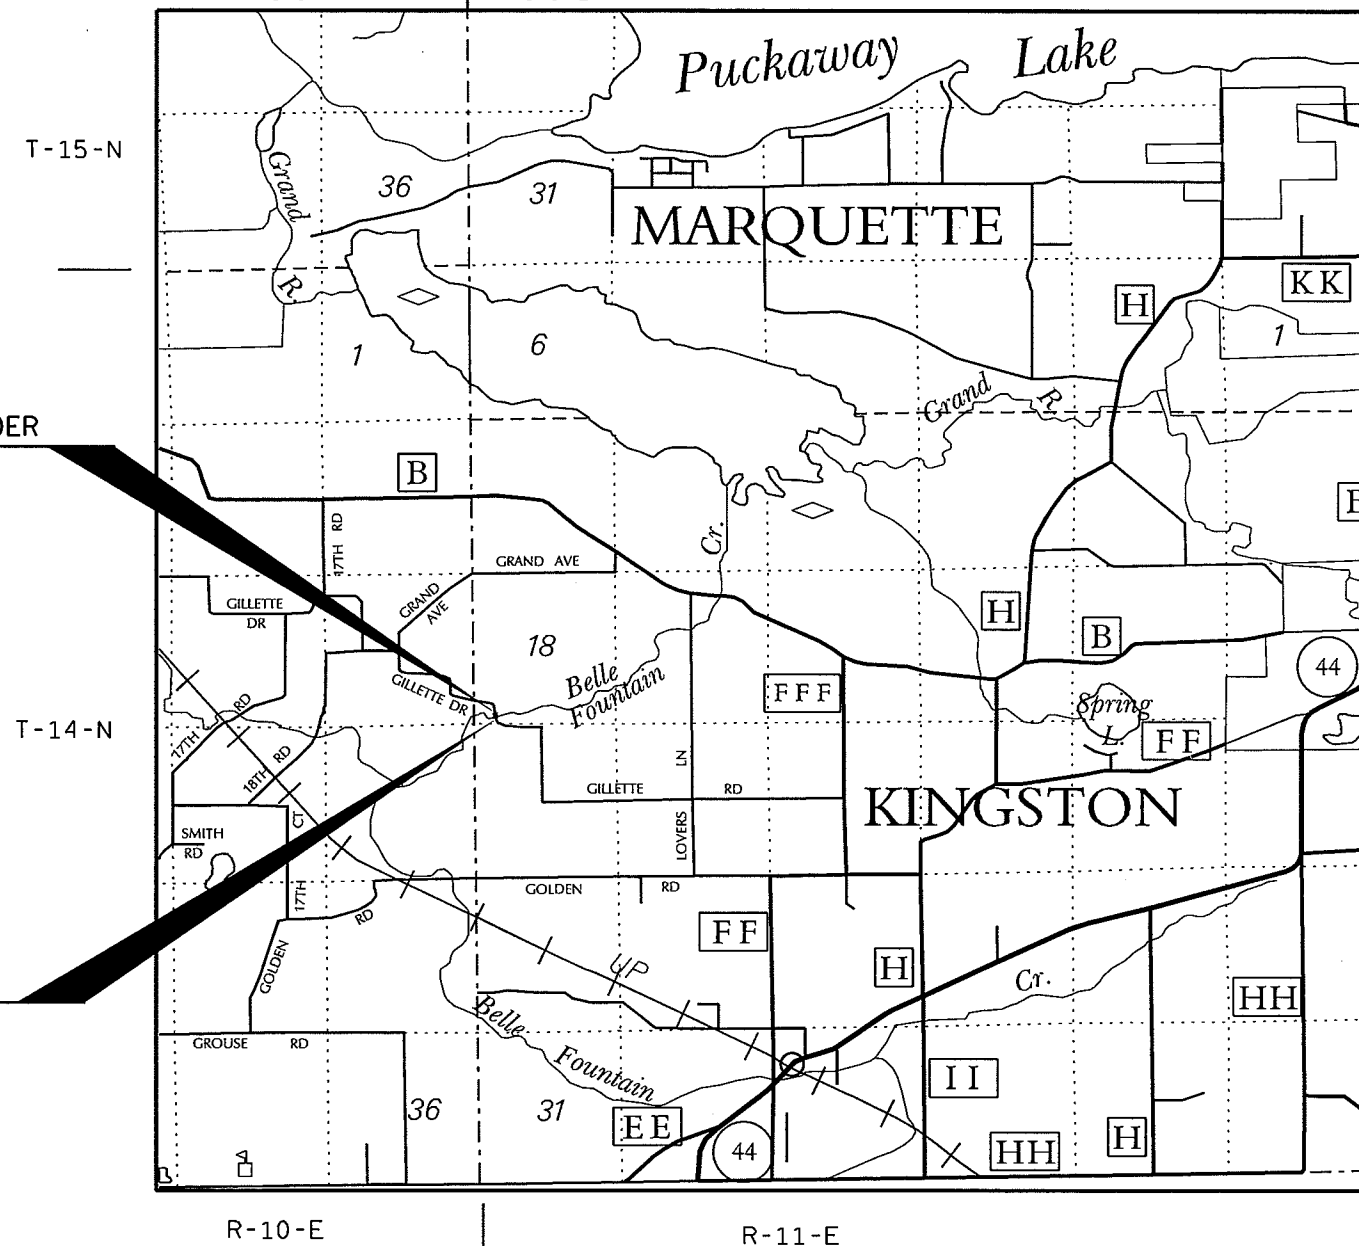 Puckaway Lake
T-15-N
Grand
R.
36
31
MARQUETTE
KK
H
1
6
1
Grand R.
DER
B
17TH RD
Cr.
GRAND AVE
GRAND
AVE
GILLETTE
DR
18
H
B
44
Belle
Fountain
FFF
GILLETTE DR
Spring
L.
FF
T-14-N
17TH RD
18TH RD
LOVERS LN
GILLETTE RD
KINGSTON
SMITH
RD
17TH CT
GOLDEN RD
GOLDEN RD
FF
H
UP
Cr.
HH
Belle
Fountain
GROUSE RD
II
36
31
EE
44
HH
H
R-10-E
R-11-E